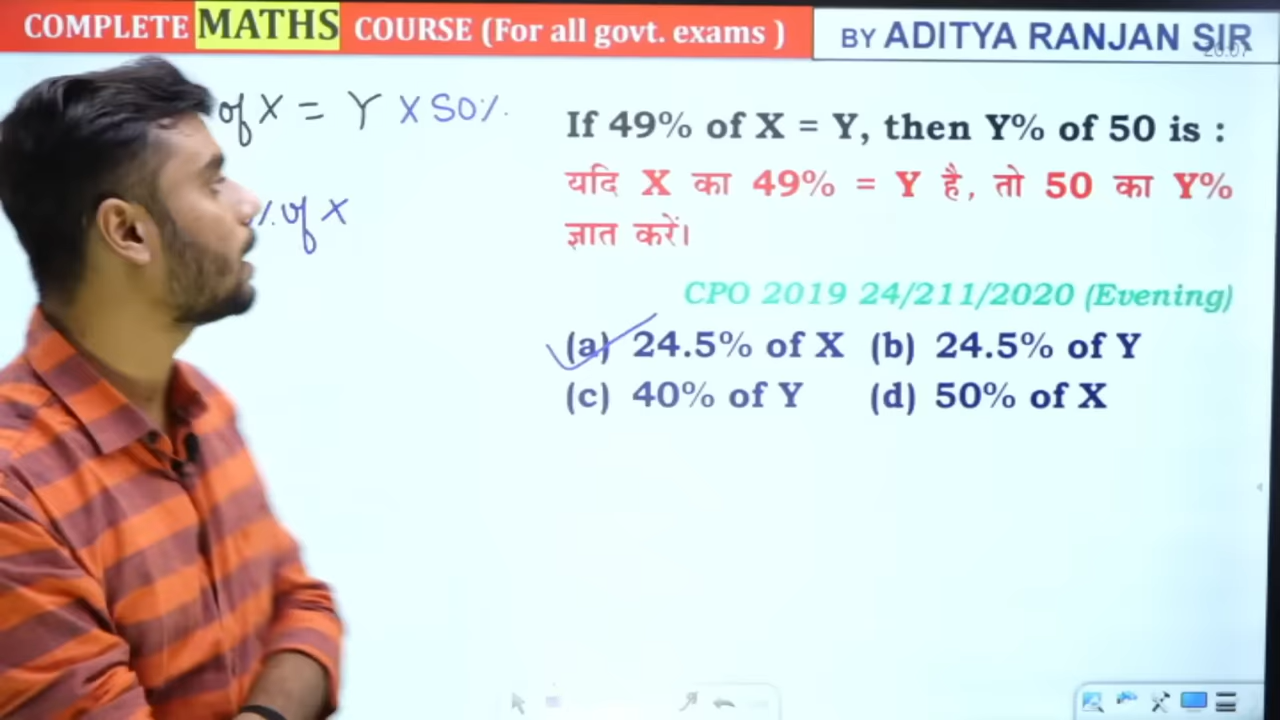 COMPLETE MATHS COURSE (For all govt. exams )
BY ADITYA RANJAN SIR
of X = Y X 50%.
If 49% of X = Y, then Y% of 50 is :
यदि X का 49% = Y है, तो 50 का Y%
ज्ञात करें।
% of X
CPO 2019 24/211/2020 (Evening)
(a) 24.5% of X (b) 24.5% of Y
(c) 40% of Y (d) 50% of X